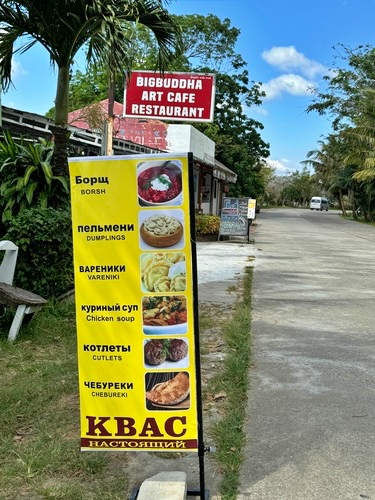 BIGBUDDHA
ART CAFE
RESTAURANT
Борщ
BORSH
пельмени
DUMPLINGS
ВАРЕНИКИ
VARENIKI
куриный суп
Chicken soup
котлеты
CUTLETS
ЧЕБУРЕКИ
CHEBUREKI
КВАС
НАСТОЯЩИЙ